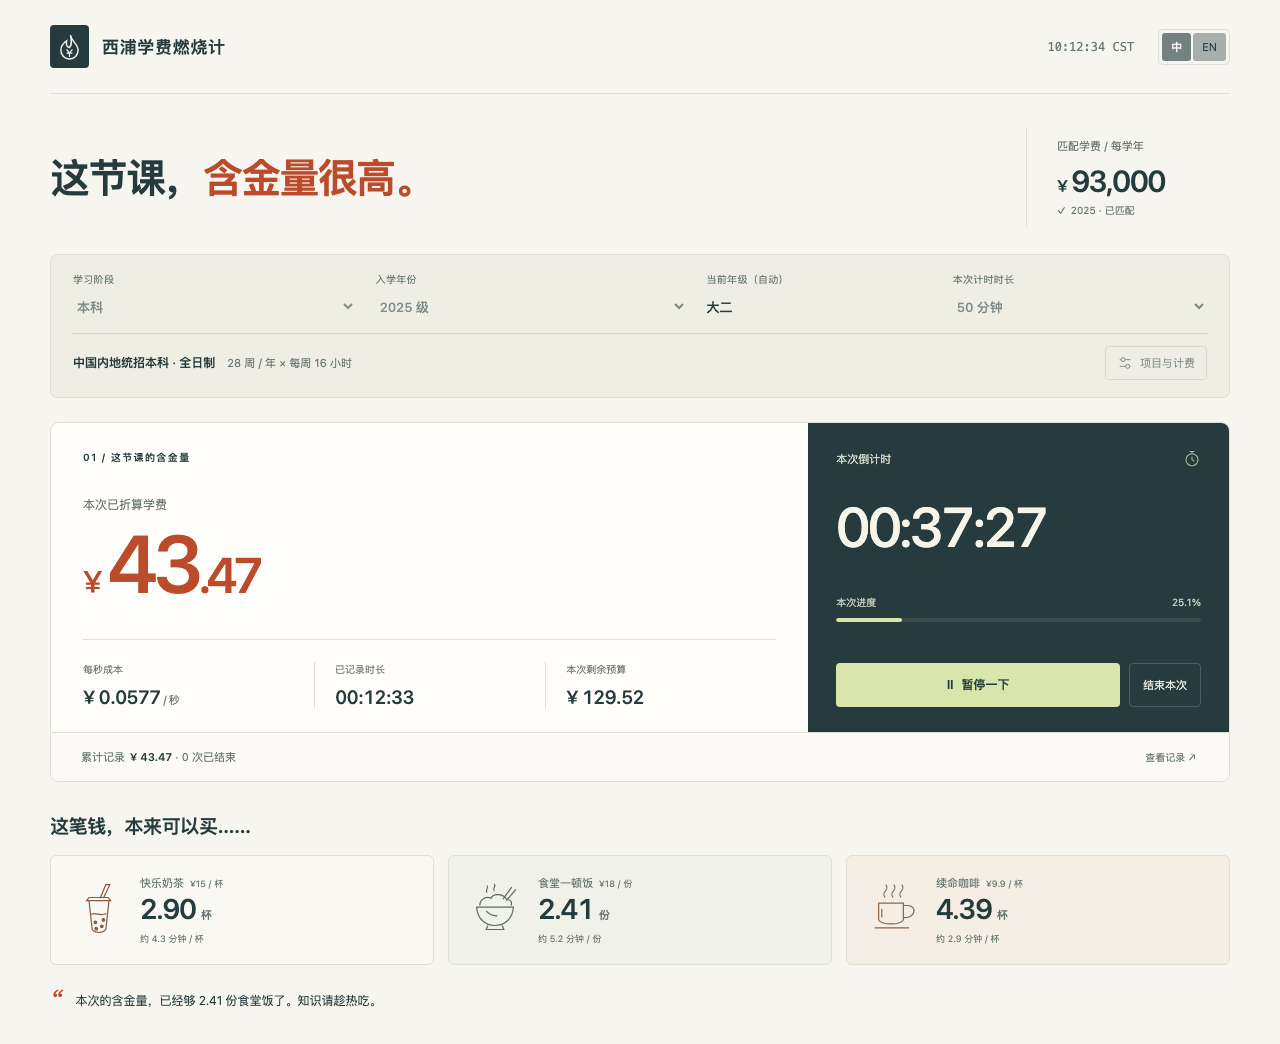 西浦学费燃烧计
10:12:34 CST
中 EN
这节课，含金量很高。
匹配学费 / 每学年
¥ 93,000
✓ 2025 · 已匹配
学习阶段 入学年份 当前年级（自动） 本次计时时长
本科 2025 级 大二 50 分钟
中国内地统招本科 · 全日制 28 周 / 年 × 每周 16 小时
项目与计费
01 / 这节课的含金量
本次已折算学费
¥ 43.47
每秒成本 已记录时长 本次剩余预算
¥ 0.0577 / 秒 00:12:33 ¥ 129.52
本次倒计时
00:37:27
本次进度 25.1%
暂停一下 结束本次
累计记录 ¥ 43.47 · 0 次已结束
查看记录 ↗
这笔钱，本来可以买……
快乐奶茶 ¥15 / 杯
2.90 杯
约 4.3 分钟 / 杯
食堂一顿饭 ¥18 / 份
2.41 份
约 5.2 分钟 / 份
续命咖啡 ¥9.9 / 杯
4.39 杯
约 2.9 分钟 / 杯
“ 本次的含金量，已经够 2.41 份食堂饭了。知识请趁热吃。